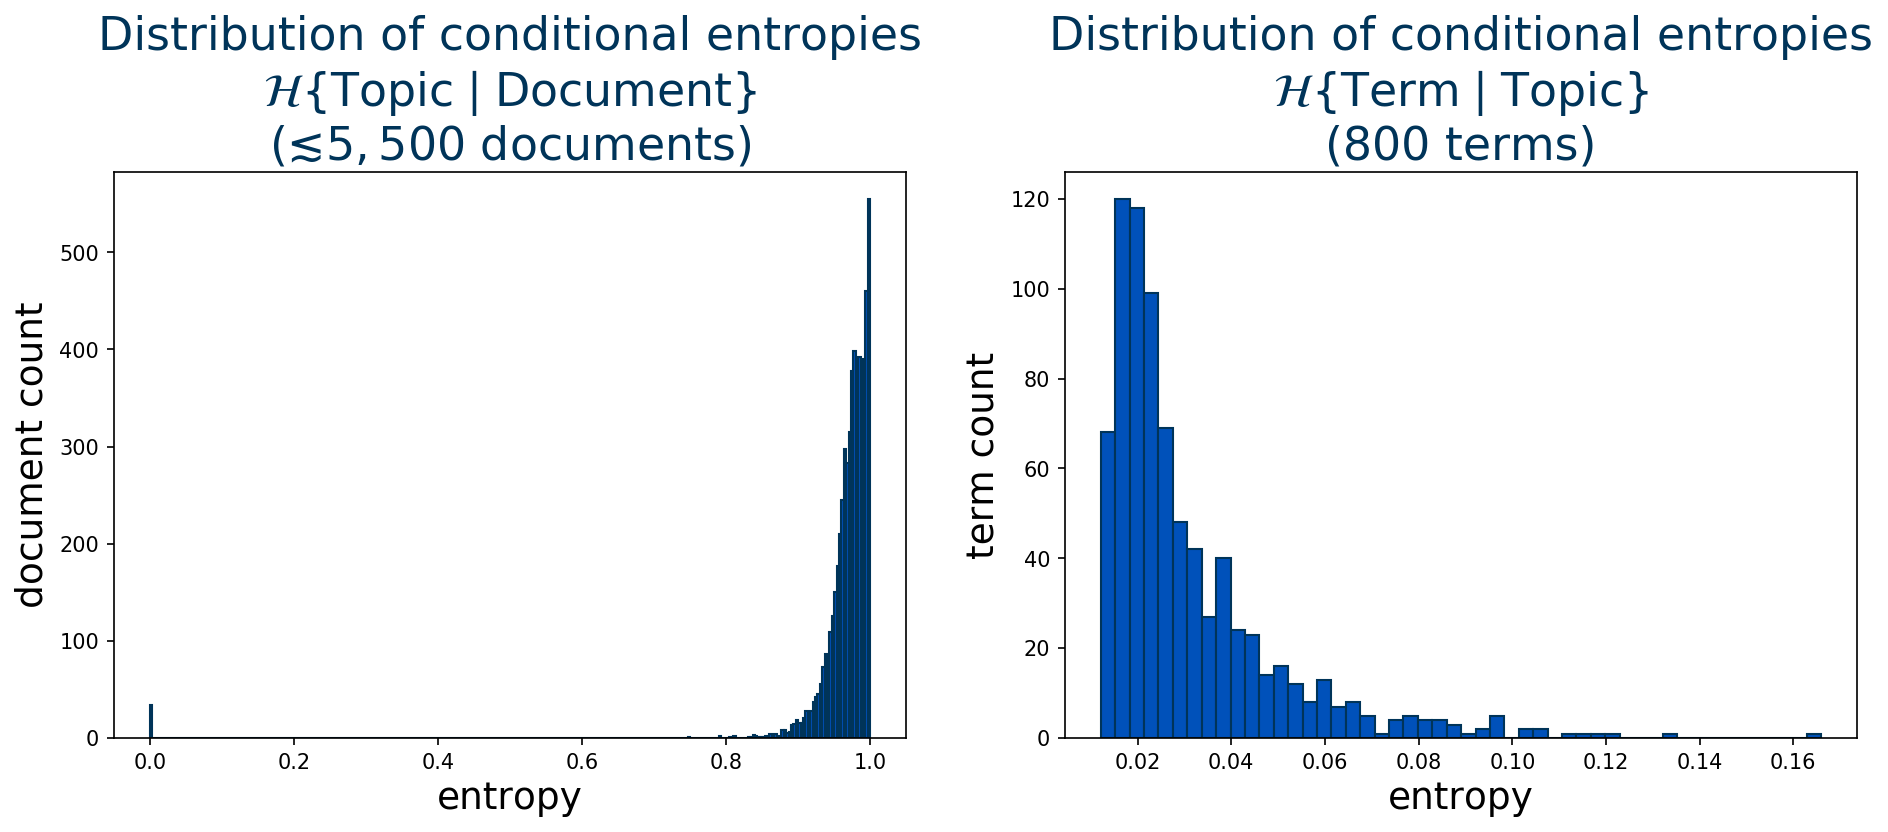 Distribution of conditional entropies
ℋ{Topic | Document}
(≲5,500 documents)
document count
500
400
300
200
100
0
0.0 0.2 0.4 0.6 0.8 1.0
entropy
Distribution of conditional entropies
ℋ{Term | Topic}
(800 terms)
term count
120
100
80
60
40
20
0
0.02 0.04 0.06 0.08 0.10 0.12 0.14 0.16
entropy